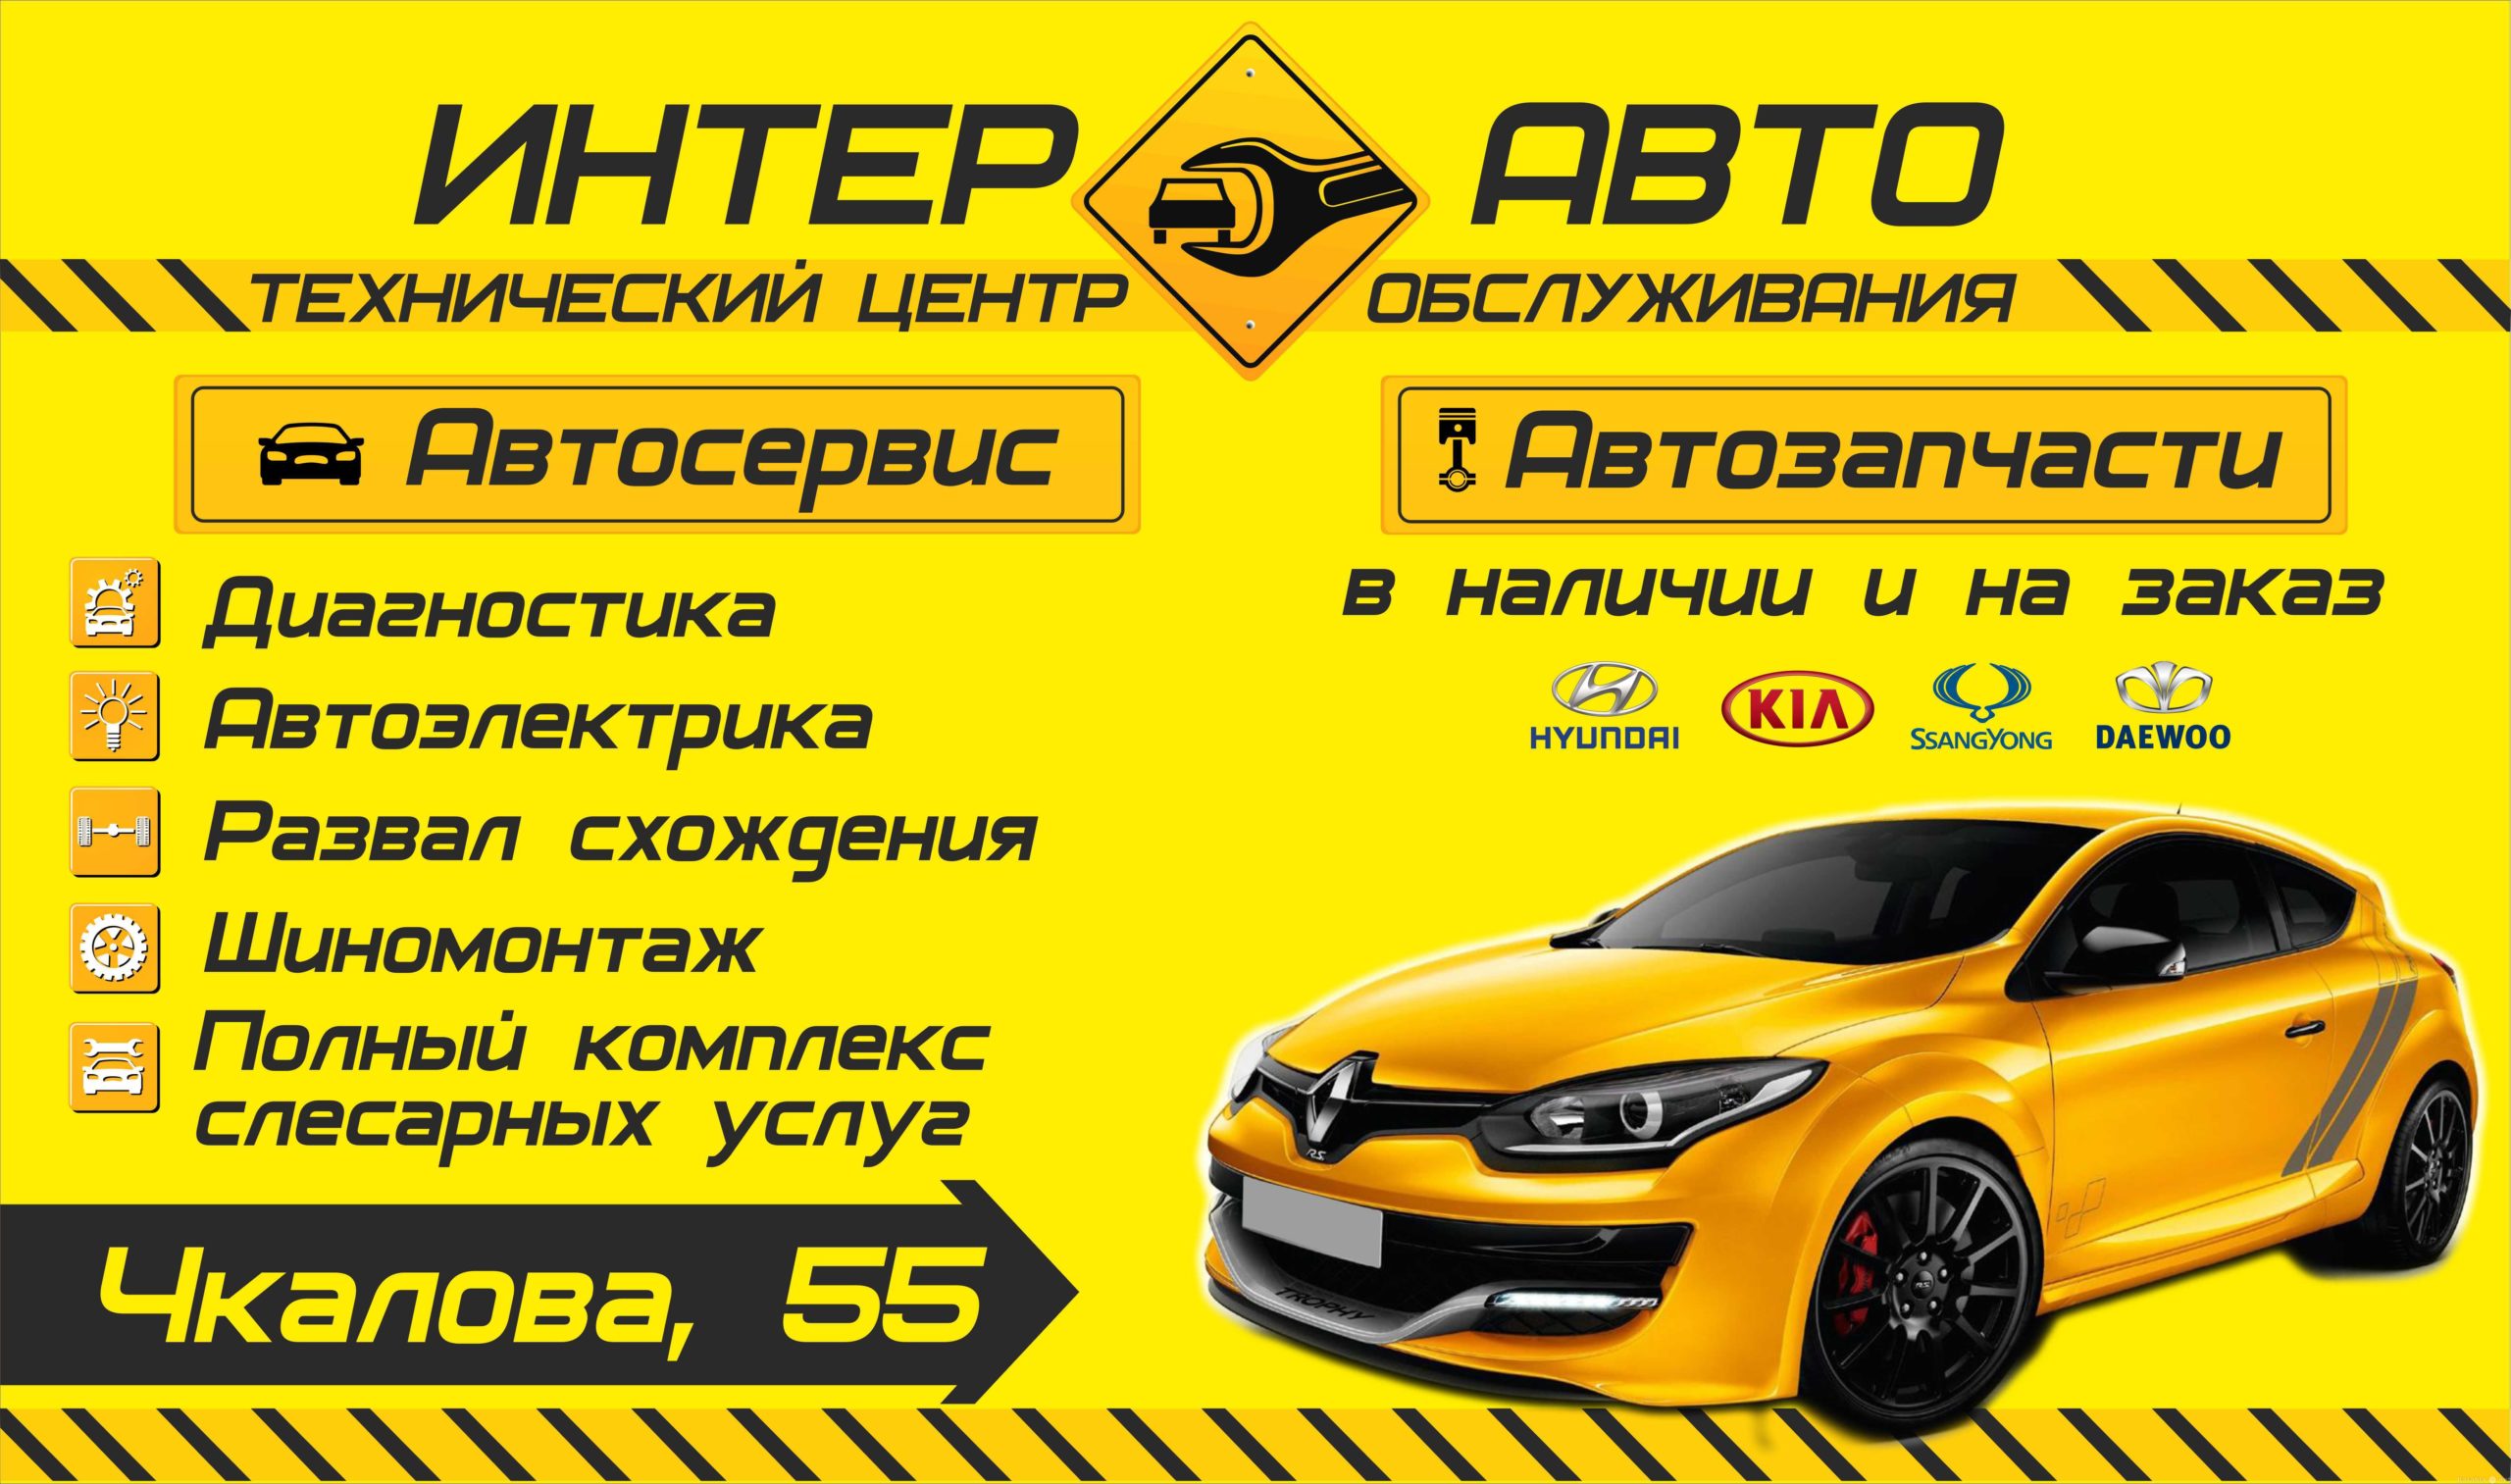 ИНТЕР АВТО
ТЕХНИЧЕСКИЙ ЦЕНТР ОБСЛУЖИВАНИЯ
Автосервис
Диагностика
Автоэлектрика
Развал схождения
Шиномонтаж
Полный комплекс
слесарных услуг
Чкалова, 55
Автозапчасти
в наличии и на заказ
HYUNDAI KIA SSANGYONG DAEWOO
R.S.
TROPHY
R.S.